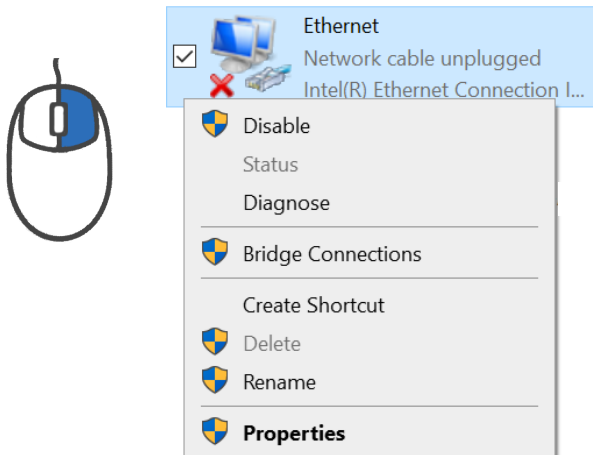 Ethernet
Network cable unplugged
Intel(R) Ethernet Connection I...
Disable
Status
Diagnose
Bridge Connections
Create Shortcut
Delete
Rename
Properties